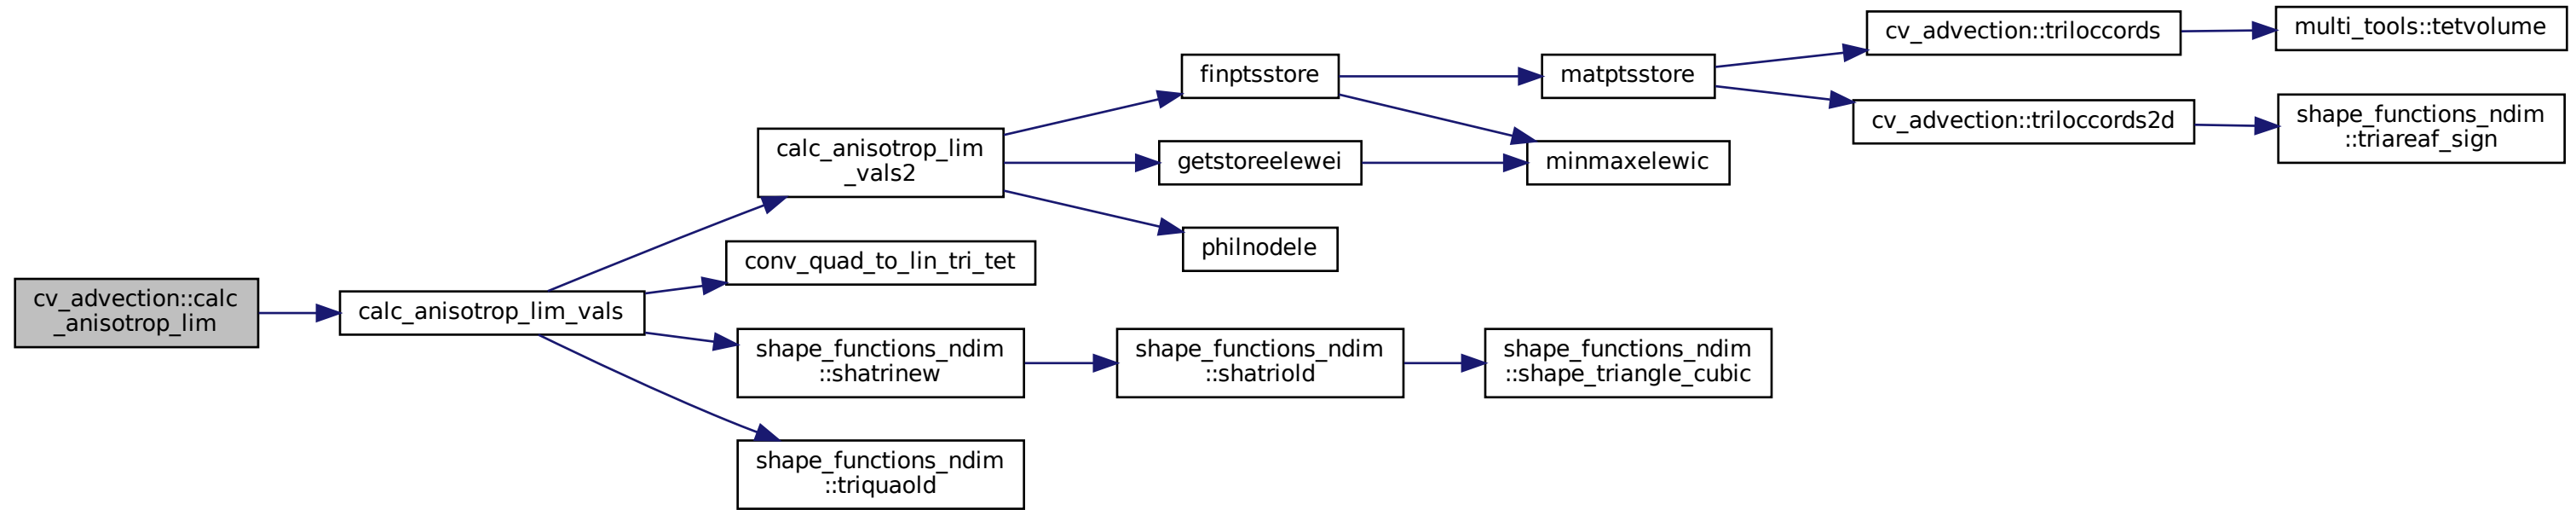 cv_advection::calc
_anisotrop_lim
calc_anisotrop_lim_vals
calc_anisotrop_lim
_vals2
finptsstore
matptsstore
cv_advection::triloccords
multi_tools::tetvolume
cv_advection::triloccords2d
shape_functions_ndim
::triareaf_sign
minmaxelewic
getstoreelewei
philnodele
conv_quad_to_lin_tri_tet
shape_functions_ndim
::shatrinew
shape_functions_ndim
::shatriold
shape_functions_ndim
::shape_triangle_cubic
shape_functions_ndim
::triquaold